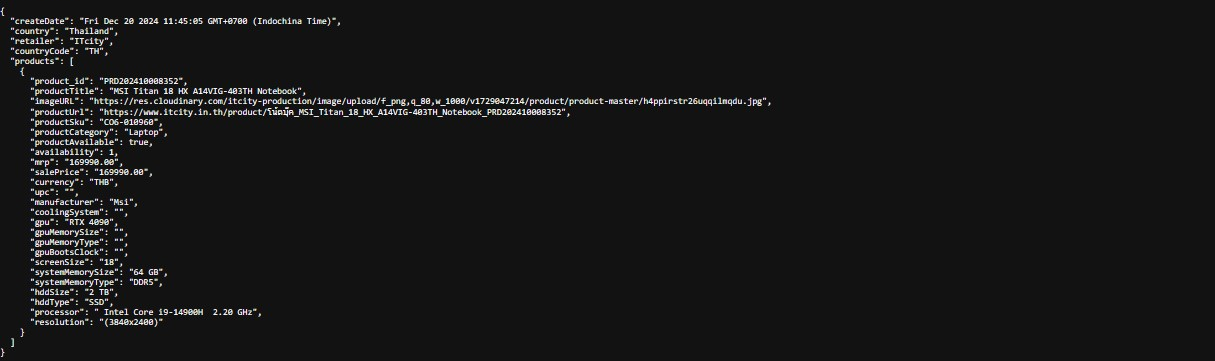 {
"createDate": "Fri Dec 20 2024 11:45:05 GMT+0700 (Indochina Time)",
"country": "Thailand",
"retailer": "ITcity",
"countryCode": "TH",
"products": [
{
"product_id": "PRD202410008352",
"productTitle": "MSI Titan 18 HX A14VIG-403TH Notebook",
"imageURL": "https://res.cloudinary.com/itcity-production/image/upload/f_png,q_80,w_1000/v1729047214/product/product-master/h4ppirstr26uqqilmqdu.jpg",
"productUrl": "https://www.itcity.in.th/product/โน้ตบุ๊ค_MSI_Titan_18_HX_A14VIG-403TH_Notebook_PRD202410008352",
"productSku": "CO6-010960",
"productCategory": "Laptop",
"productAvailable": true,
"availability": 1,
"mrp": "169990.00",
"salePrice": "169990.00",
"currency": "THB",
"upc": "",
"manufacturer": "Msi",
"coolingSystem": "",
"gpu": "RTX 4090",
"gpuMemorySize": "",
"gpuMemoryType": "",
"gpuBootsClock": "",
"screenSize": "18",
"systemMemorySize": "64 GB",
"systemMemoryType": "DDR5",
"hddSize": "2 TB",
"hddType": "SSD",
"processor": " Intel Core i9-14900H  2.20 GHz",
"resolution": "(3840x2400)"
}
]
}